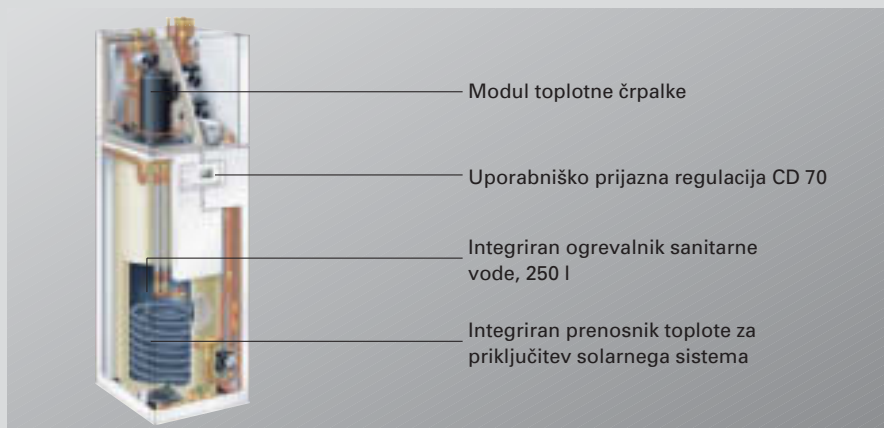 Modul toplotne črpalke
Uporabniško prijazna regulacija CD 70
Integriran ogrevalnik sanitarne
vode, 250 l
Integriran prenosnik toplote za
priključitev solarnega sistema